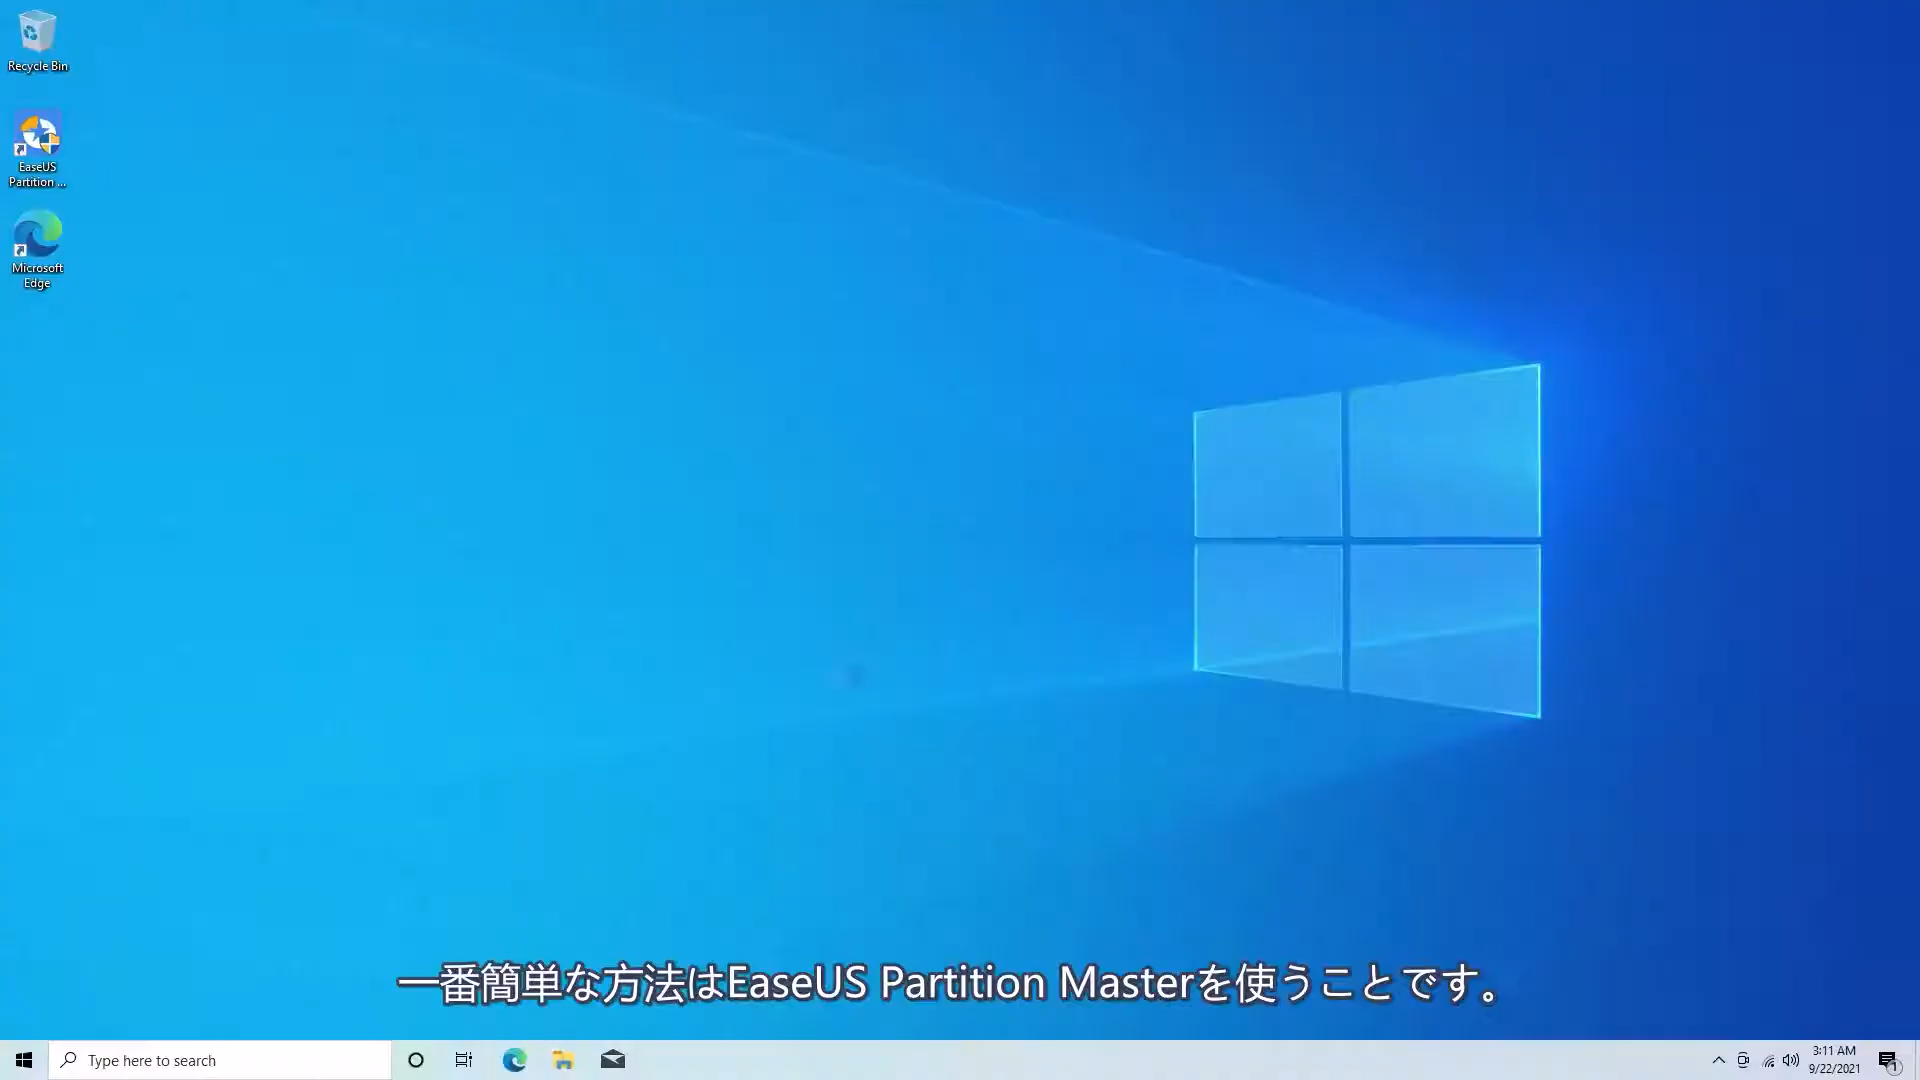 Recycle Bin
EaseUS
Partition ...
Microsoft
Edge
一番簡単な方法はEaseUS Partition Masterを使うことです。
Type here to search
3:11 AM
9/22/2021
1